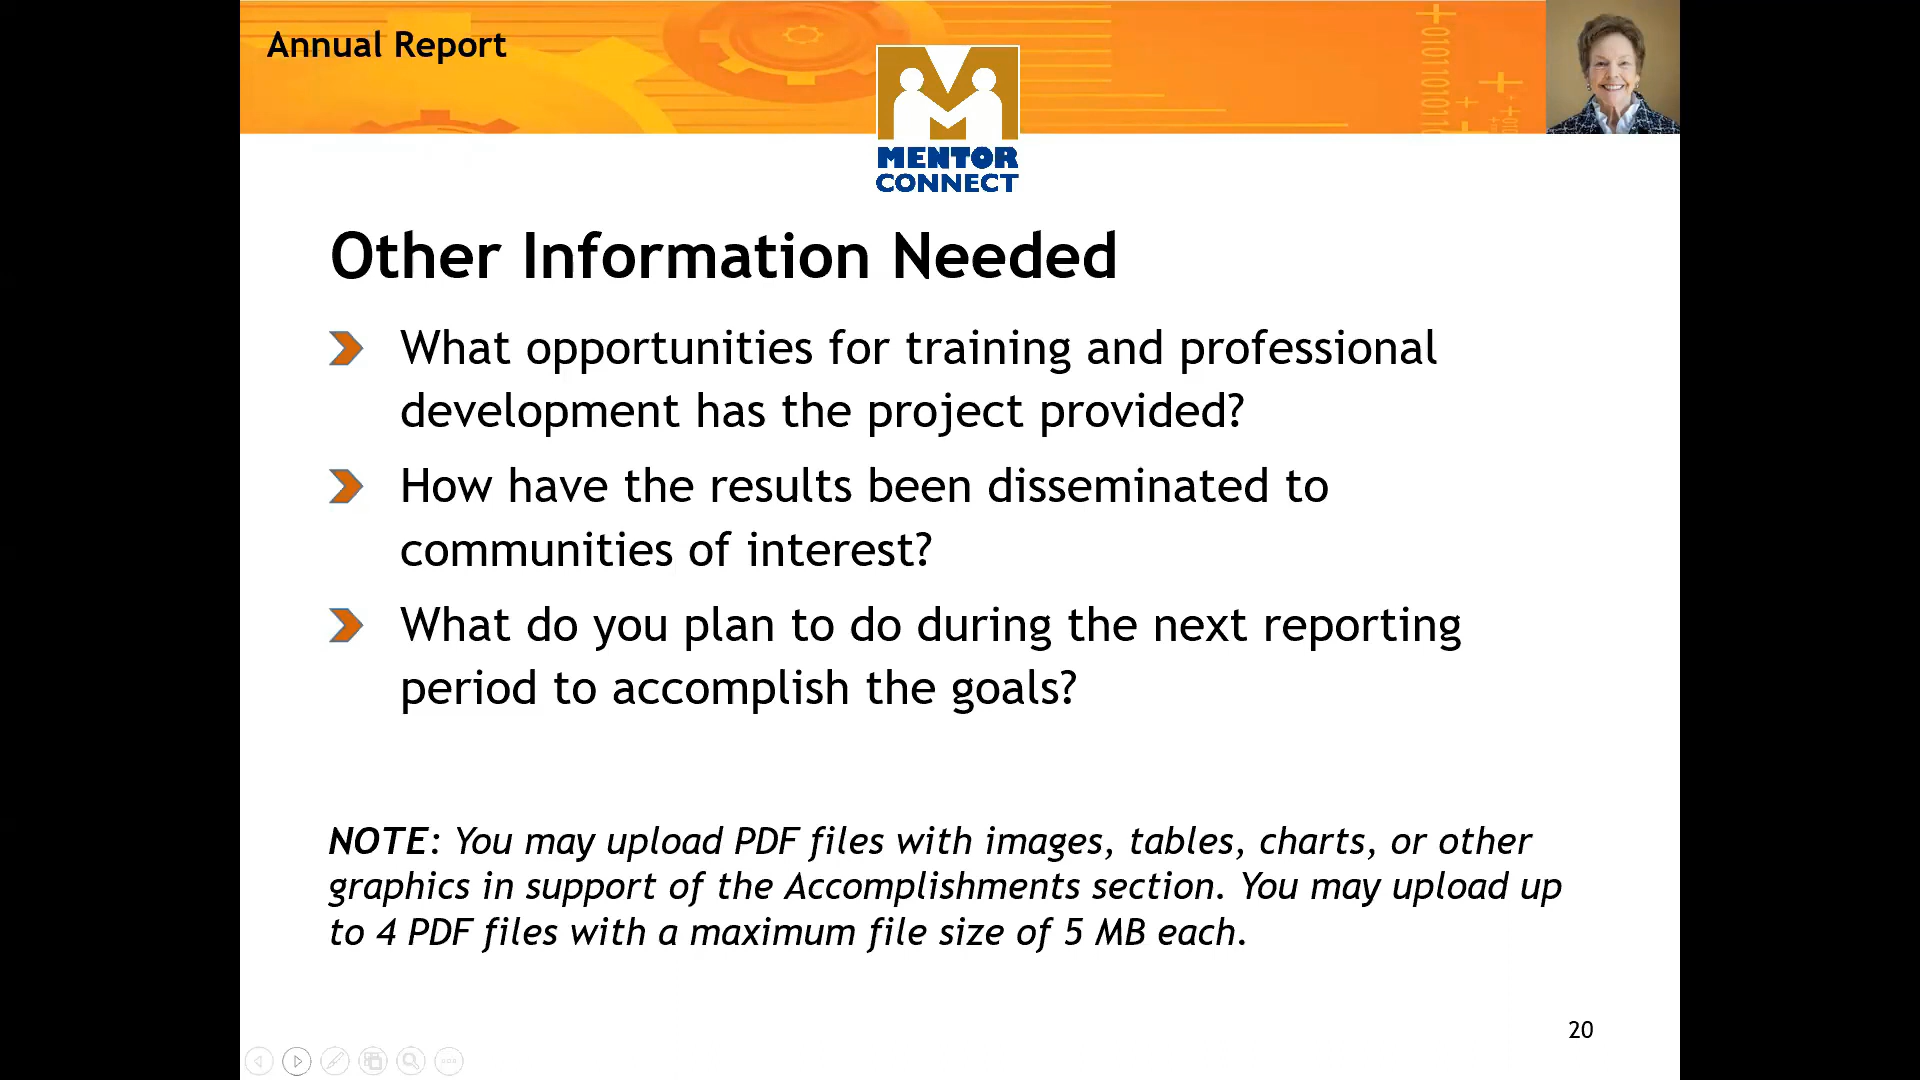 Annual Report
MENTOR
CONNECT
Other Information Needed
What opportunities for training and professional
development has the project provided?
How have the results been disseminated to
communities of interest?
What do you plan to do during the next reporting
period to accomplish the goals?
NOTE: You may upload PDF files with images, tables, charts, or other
graphics in support of the Accomplishments section. You may upload up
to 4 PDF files with a maximum file size of 5 MB each.
20